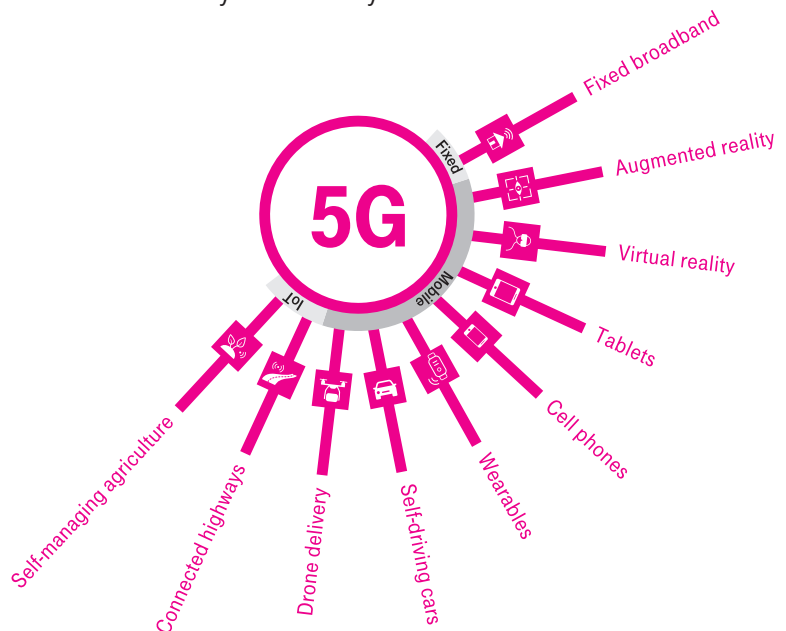 5G
Fixed
Mobile
IoT
Fixed broadband
Augmented reality
Virtual reality
Tablets
Cell phones
Wearables
Self-driving cars
Drone delivery
Connected highways
Self-managing agriculture